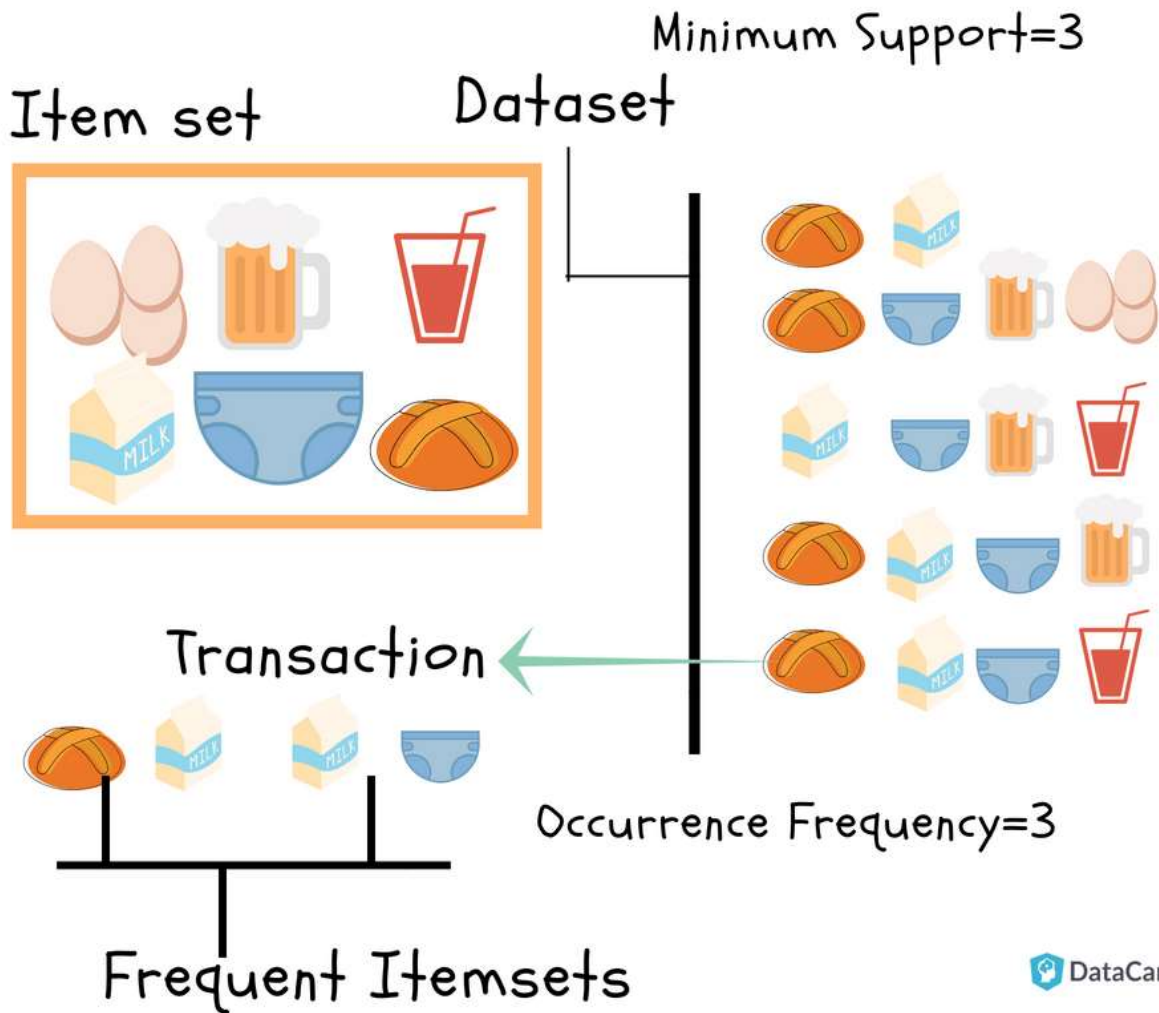 Minimum Support=3
Item set
Dataset
MILK
MILK
MILK
MILK
MILK
Transaction
MILK
MILK
Occurrence Frequency=3
Frequent Itemsets
DataCa